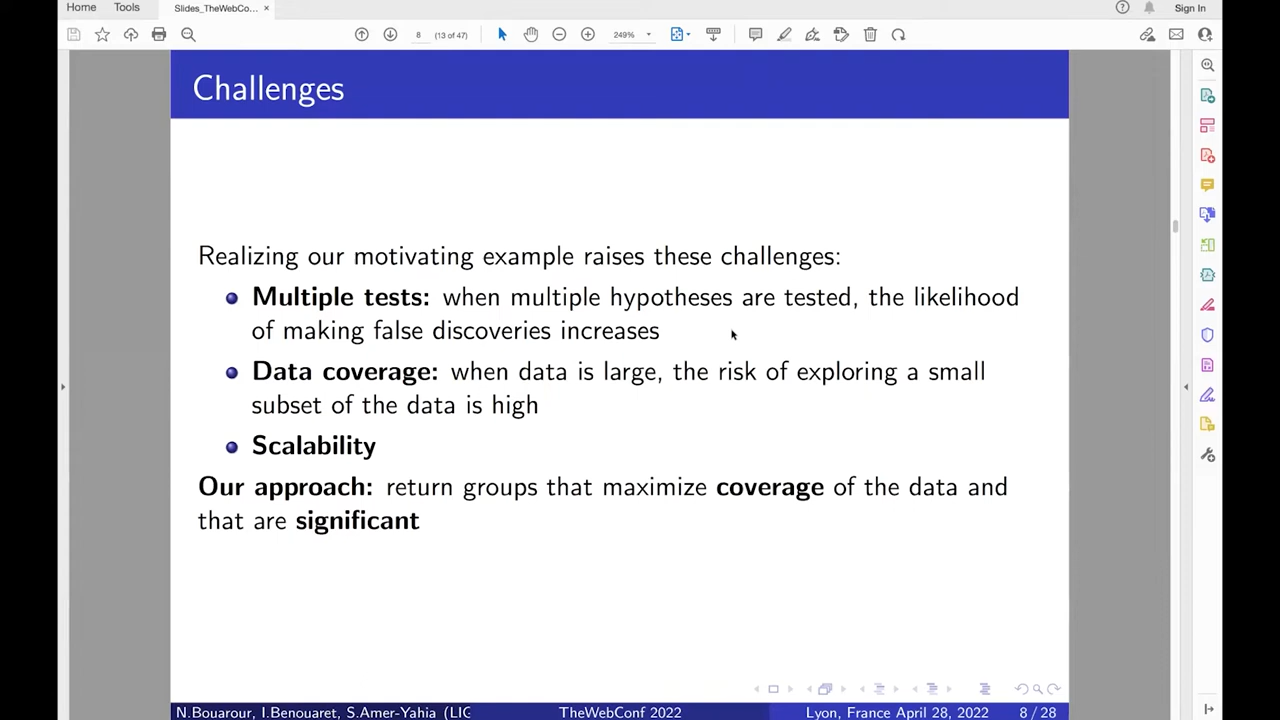 Home Tools Slides_TheWebCo... × Sign In
8 (13 of 47) 249%
Challenges
Realizing our motivating example raises these challenges:
Multiple tests: when multiple hypotheses are tested, the likelihood
of making false discoveries increases
Data coverage: when data is large, the risk of exploring a small
subset of the data is high
Scalability
Our approach: return groups that maximize coverage of the data and
that are significant
N.Bouarour, I.Benouaret, S.Amer-Yahia (LIG TheWebConf 2022 Lyon, France April 28, 2022 8 / 28